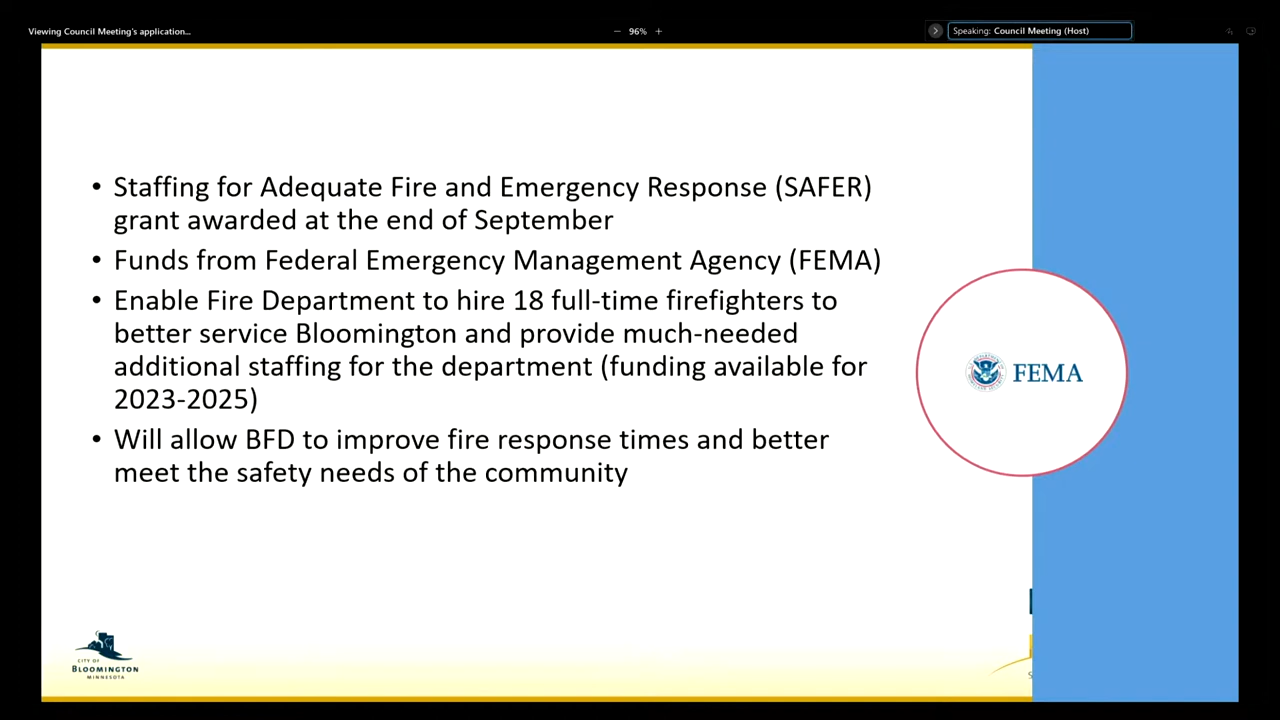 Viewing Council Meeting's application...
96%
Speaking: Council Meeting (Host)
• Staffing for Adequate Fire and Emergency Response (SAFER)
grant awarded at the end of September
• Funds from Federal Emergency Management Agency (FEMA)
• Enable Fire Department to hire 18 full-time firefighters to
better service Bloomington and provide much-needed
additional staffing for the department (funding available for
2023-2025)
• Will allow BFD to improve fire response times and better
meet the safety needs of the community
FEMA
CITY OF
BLOOMINGTON
MINNESOTA